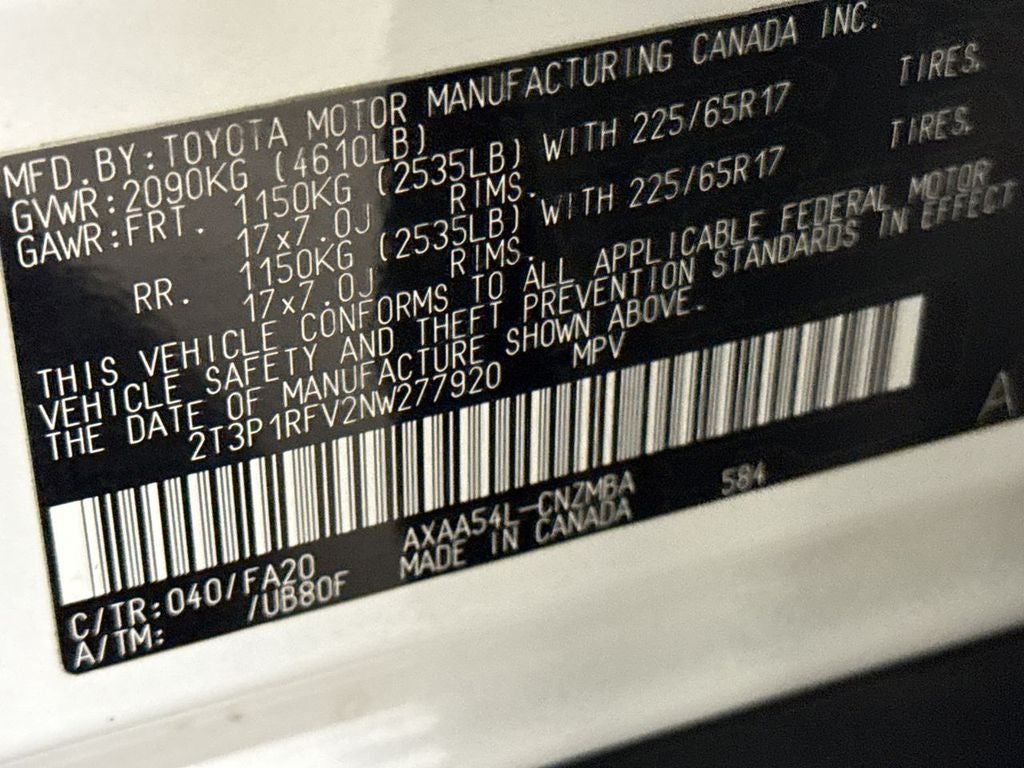 MFD.BY:TOYOTA MOTOR MANUFACTURING CANADA INC.
GVWR:2090KG (4610LB)
GAWR:FRT. 1150KG (2535LB) WITH 225/65R17 TIRES.
17x7.0J RIMS.
RR. 1150KG (2535LB) WITH 225/65R17 TIRES.
17x7.0J RIMS.
THIS VEHICLE CONFORMS TO ALL APPLICABLE FEDERAL MOTOR
VEHICLE SAFETY AND THEFT PREVENTION STANDARDS IN EFFECT
THE DATE OF MANUFACTURE SHOWN ABOVE.
2T3P1RFV2NW277920 MPV
A
C/TR:040/FA20 AXAA54L-CNZMBA 584
A/TM: /UB80F MADE IN CANADA